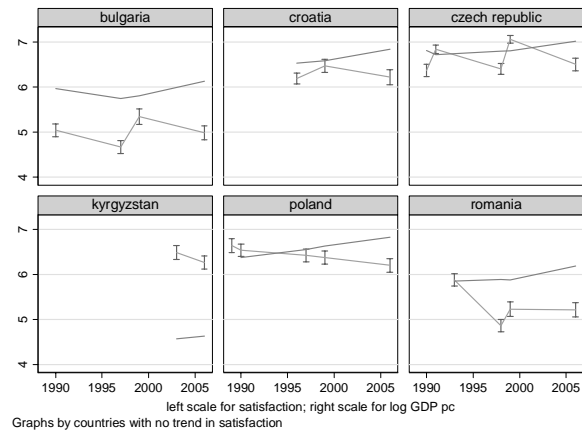 bulgaria croatia czech republic
7
6
5
4
kyrgyzstan poland romania
7
6
5
4
1990 1995 2000 2005 1990 1995 2000 2005 1990 1995 2000 2005
left scale for satisfaction; right scale for log GDP pc
Graphs by countries with no trend in satisfaction